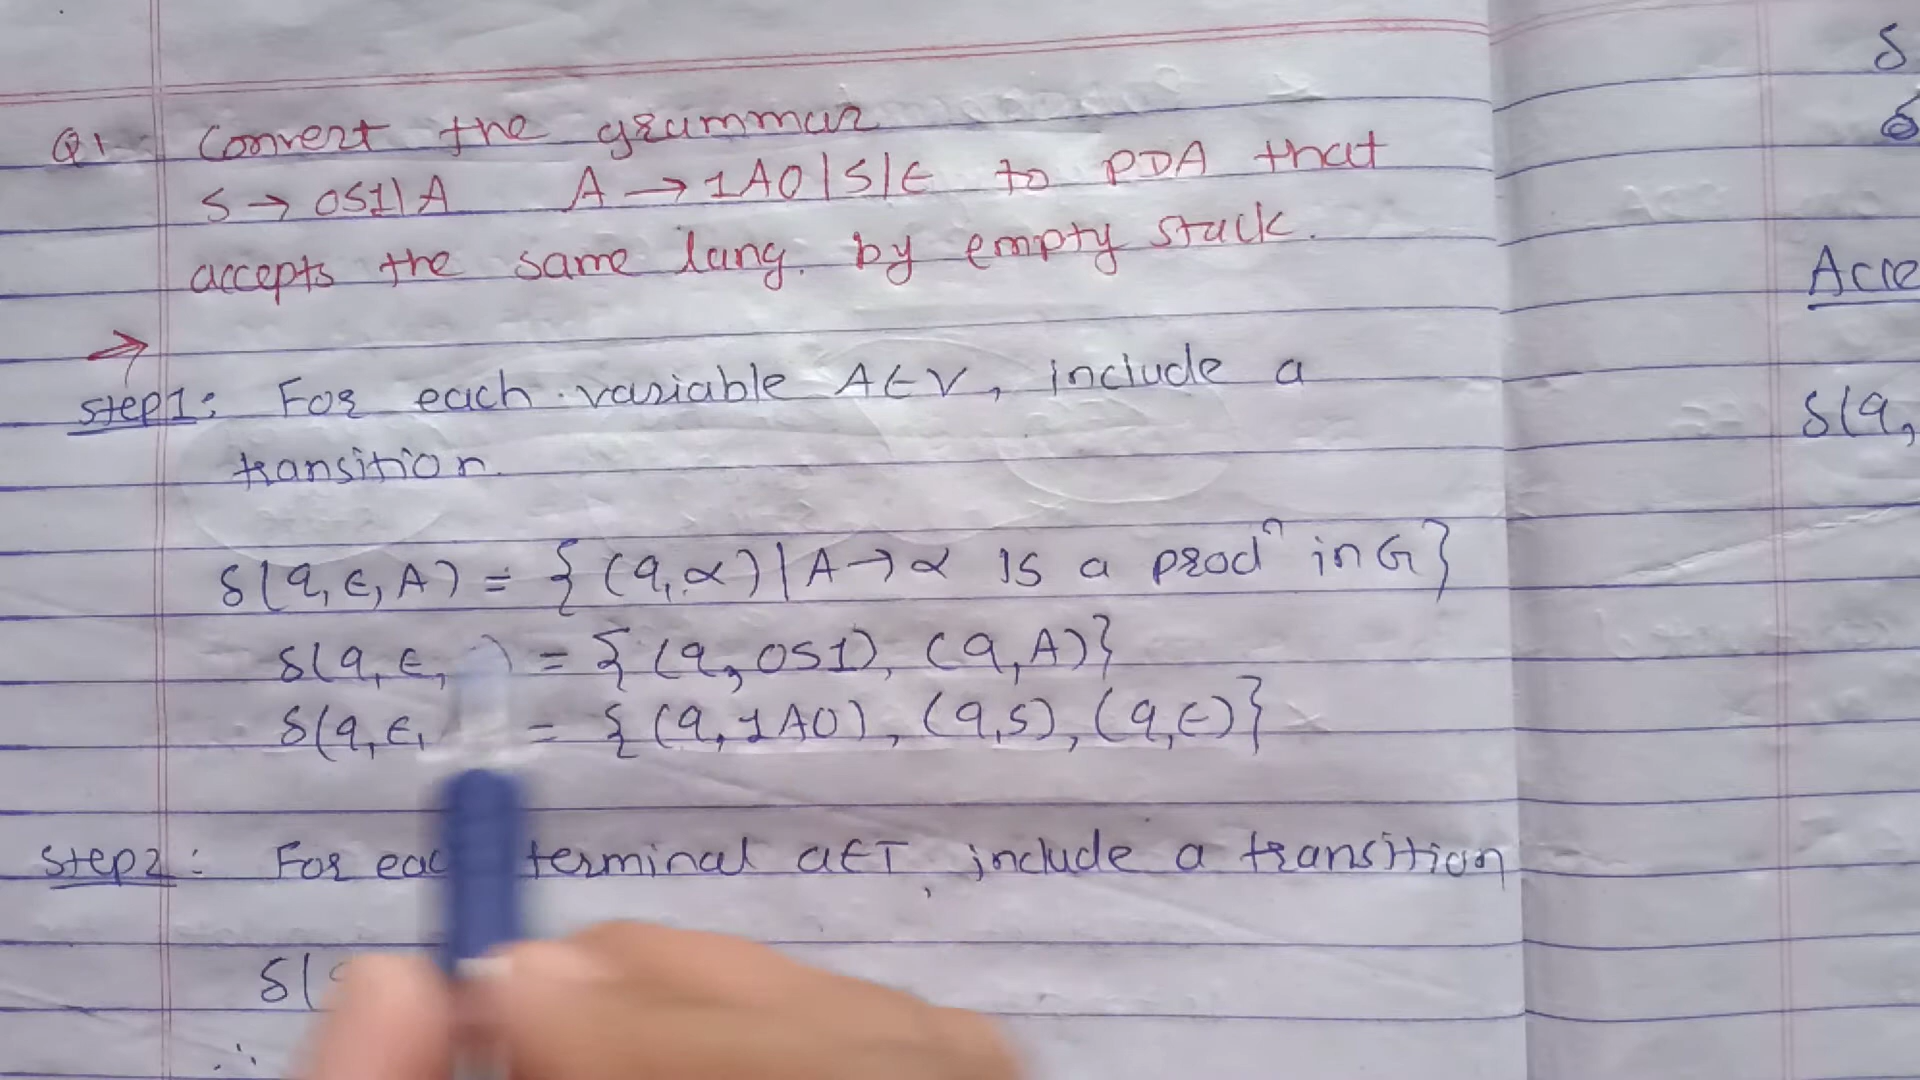 Q1 Convert the grammar
S → 0S1|A A → 1A0|S|ϵ to PDA that
accepts the same lang. by empty stack.
Step1: For each variable A∈V, include a
transition.
δ(q,ϵ,A) = {(q,α)|A→α is a prodⁿ in G}
δ(q,ϵ, ) = {(q,0S1), (q,A)}
δ(q,ϵ, = {(q,1A0), (q,S), (q,ϵ)}
Step2: For terminal a∈T, include a transition
δ(
∴
δ
Acce
δ(q,